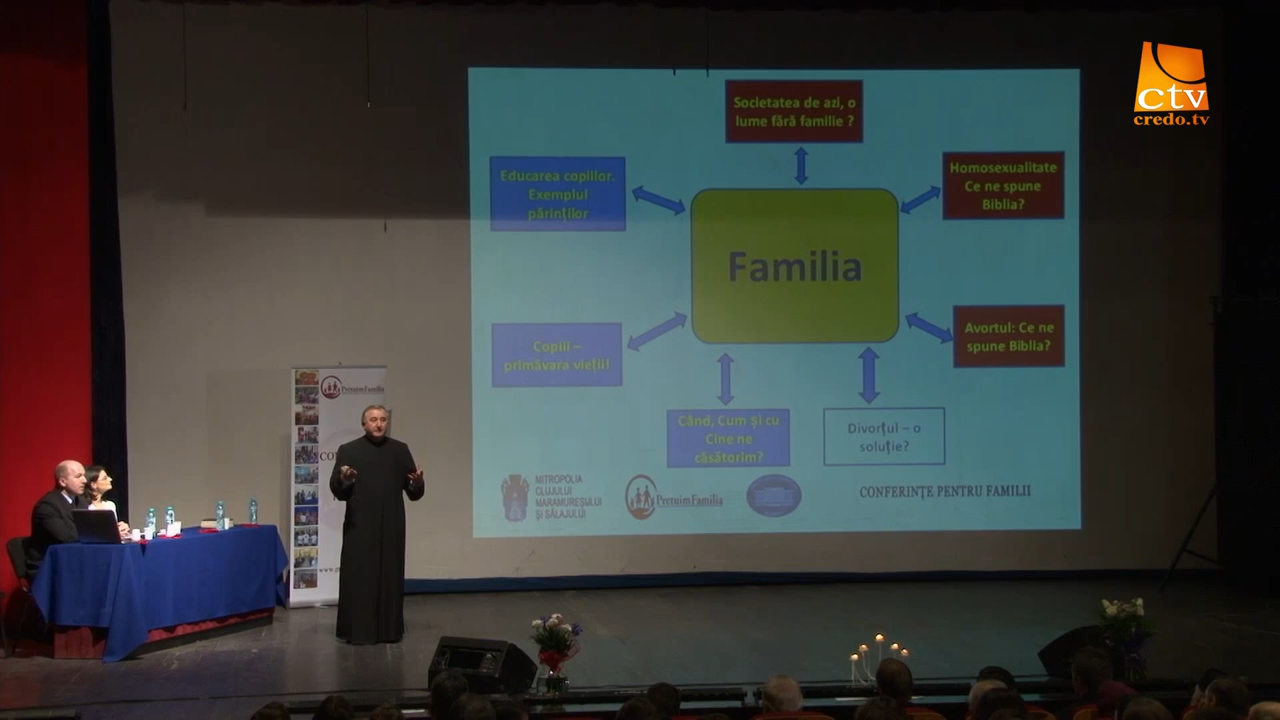 ctv
credo.tv
Societatea de azi, o
lume fără familie ?
Educarea copiilor.
Exemplul
părinților
Homosexualitate
Ce ne spune
Biblia?
Familia
Copiii –
primăvara vieții!
Avortul: Ce ne
spune Biblia?
Când, Cum și cu
Cine ne
căsătorim?
Divorțul – o
soluție?
MITROPOLIA
CLUJULUI
MARAMUREȘULUI
ȘI SĂLAJULUI
PretuimFamilia
CONFERINȚE PENTRU FAMILII
PretuimFamilia